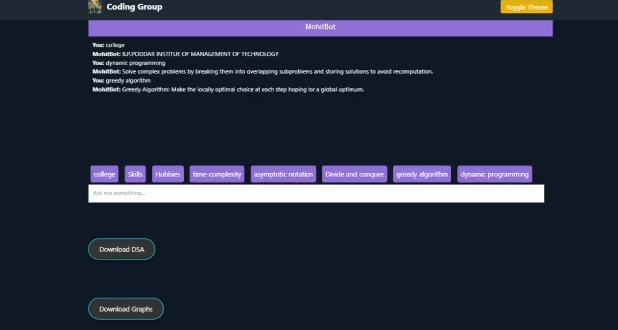 Coding Group
Toggle Theme
MohitBot
You: college
MohitBot: B.P.PODDAR INSTITUE OF MANAGEMENT OF TECHNOLOGY
You: dynamic programming
MohitBot: Solve complex problems by breaking them into overlapping subproblems and storing solutions to avoid recomputation.
You: greedy algorithm
MohitBot: Greedy Algorithm: Make the locally optimal choice at each step hoping for a global optimum.
college Skills Hobbies time-complexity asymptotic notation Divide and conqure greedy algorithm dynamic programming
Ask me something...
Download DSA
Download Graphs